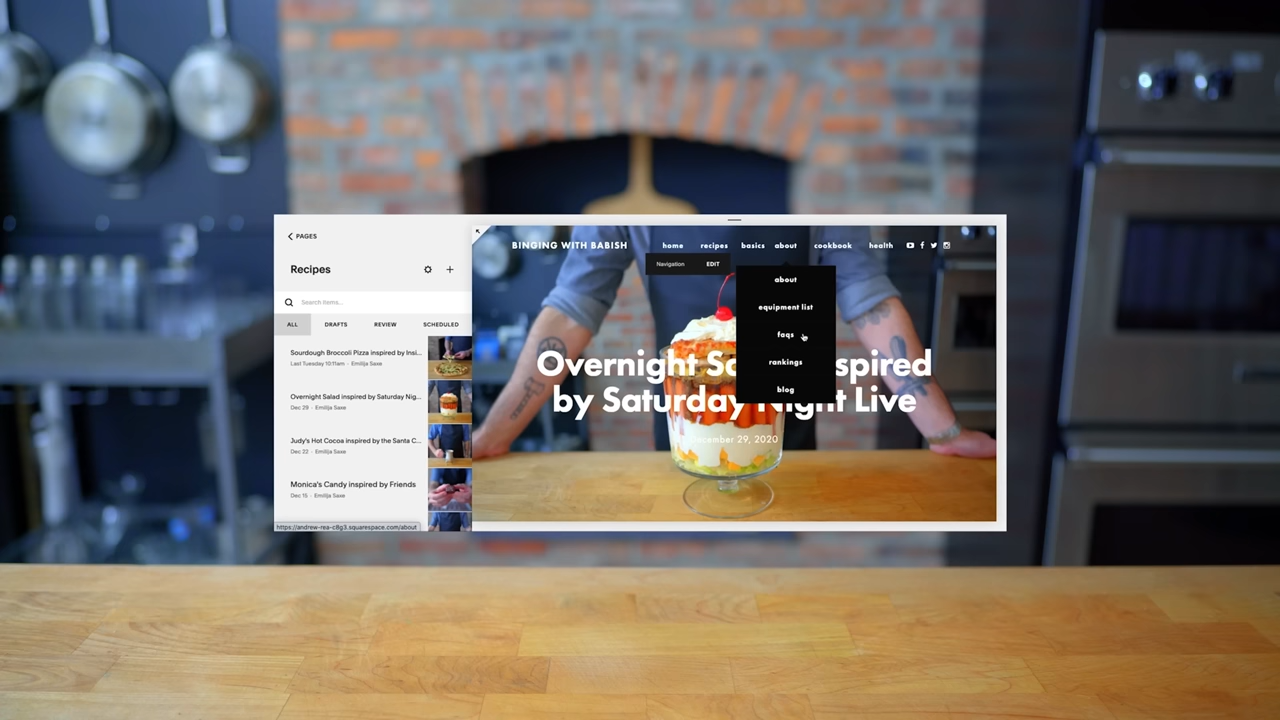 PAGES
Recipes
Search items...
ALL DRAFTS REVIEW SCHEDULED
Sourdough Broccoli Pizza inspired by Insi...
Last Tuesday 10:11am · Emilija Saxe
Overnight Salad inspired by Saturday Nig...
Dec 29 · Emilija Saxe
Judy's Hot Cocoa inspired by the Santa C...
Dec 22 · Emilija Saxe
Monica's Candy inspired by Friends
Dec 15 · Emilija Saxe
https://andrew-rea-c8g3.squarespace.com/about
BINGING WITH BABISH home recipes basics about cookbook health
Navigation EDIT
about
equipment list
faqs
rankings
blog
Overnight Sa spired
by Saturday Night Live
December 29, 2020